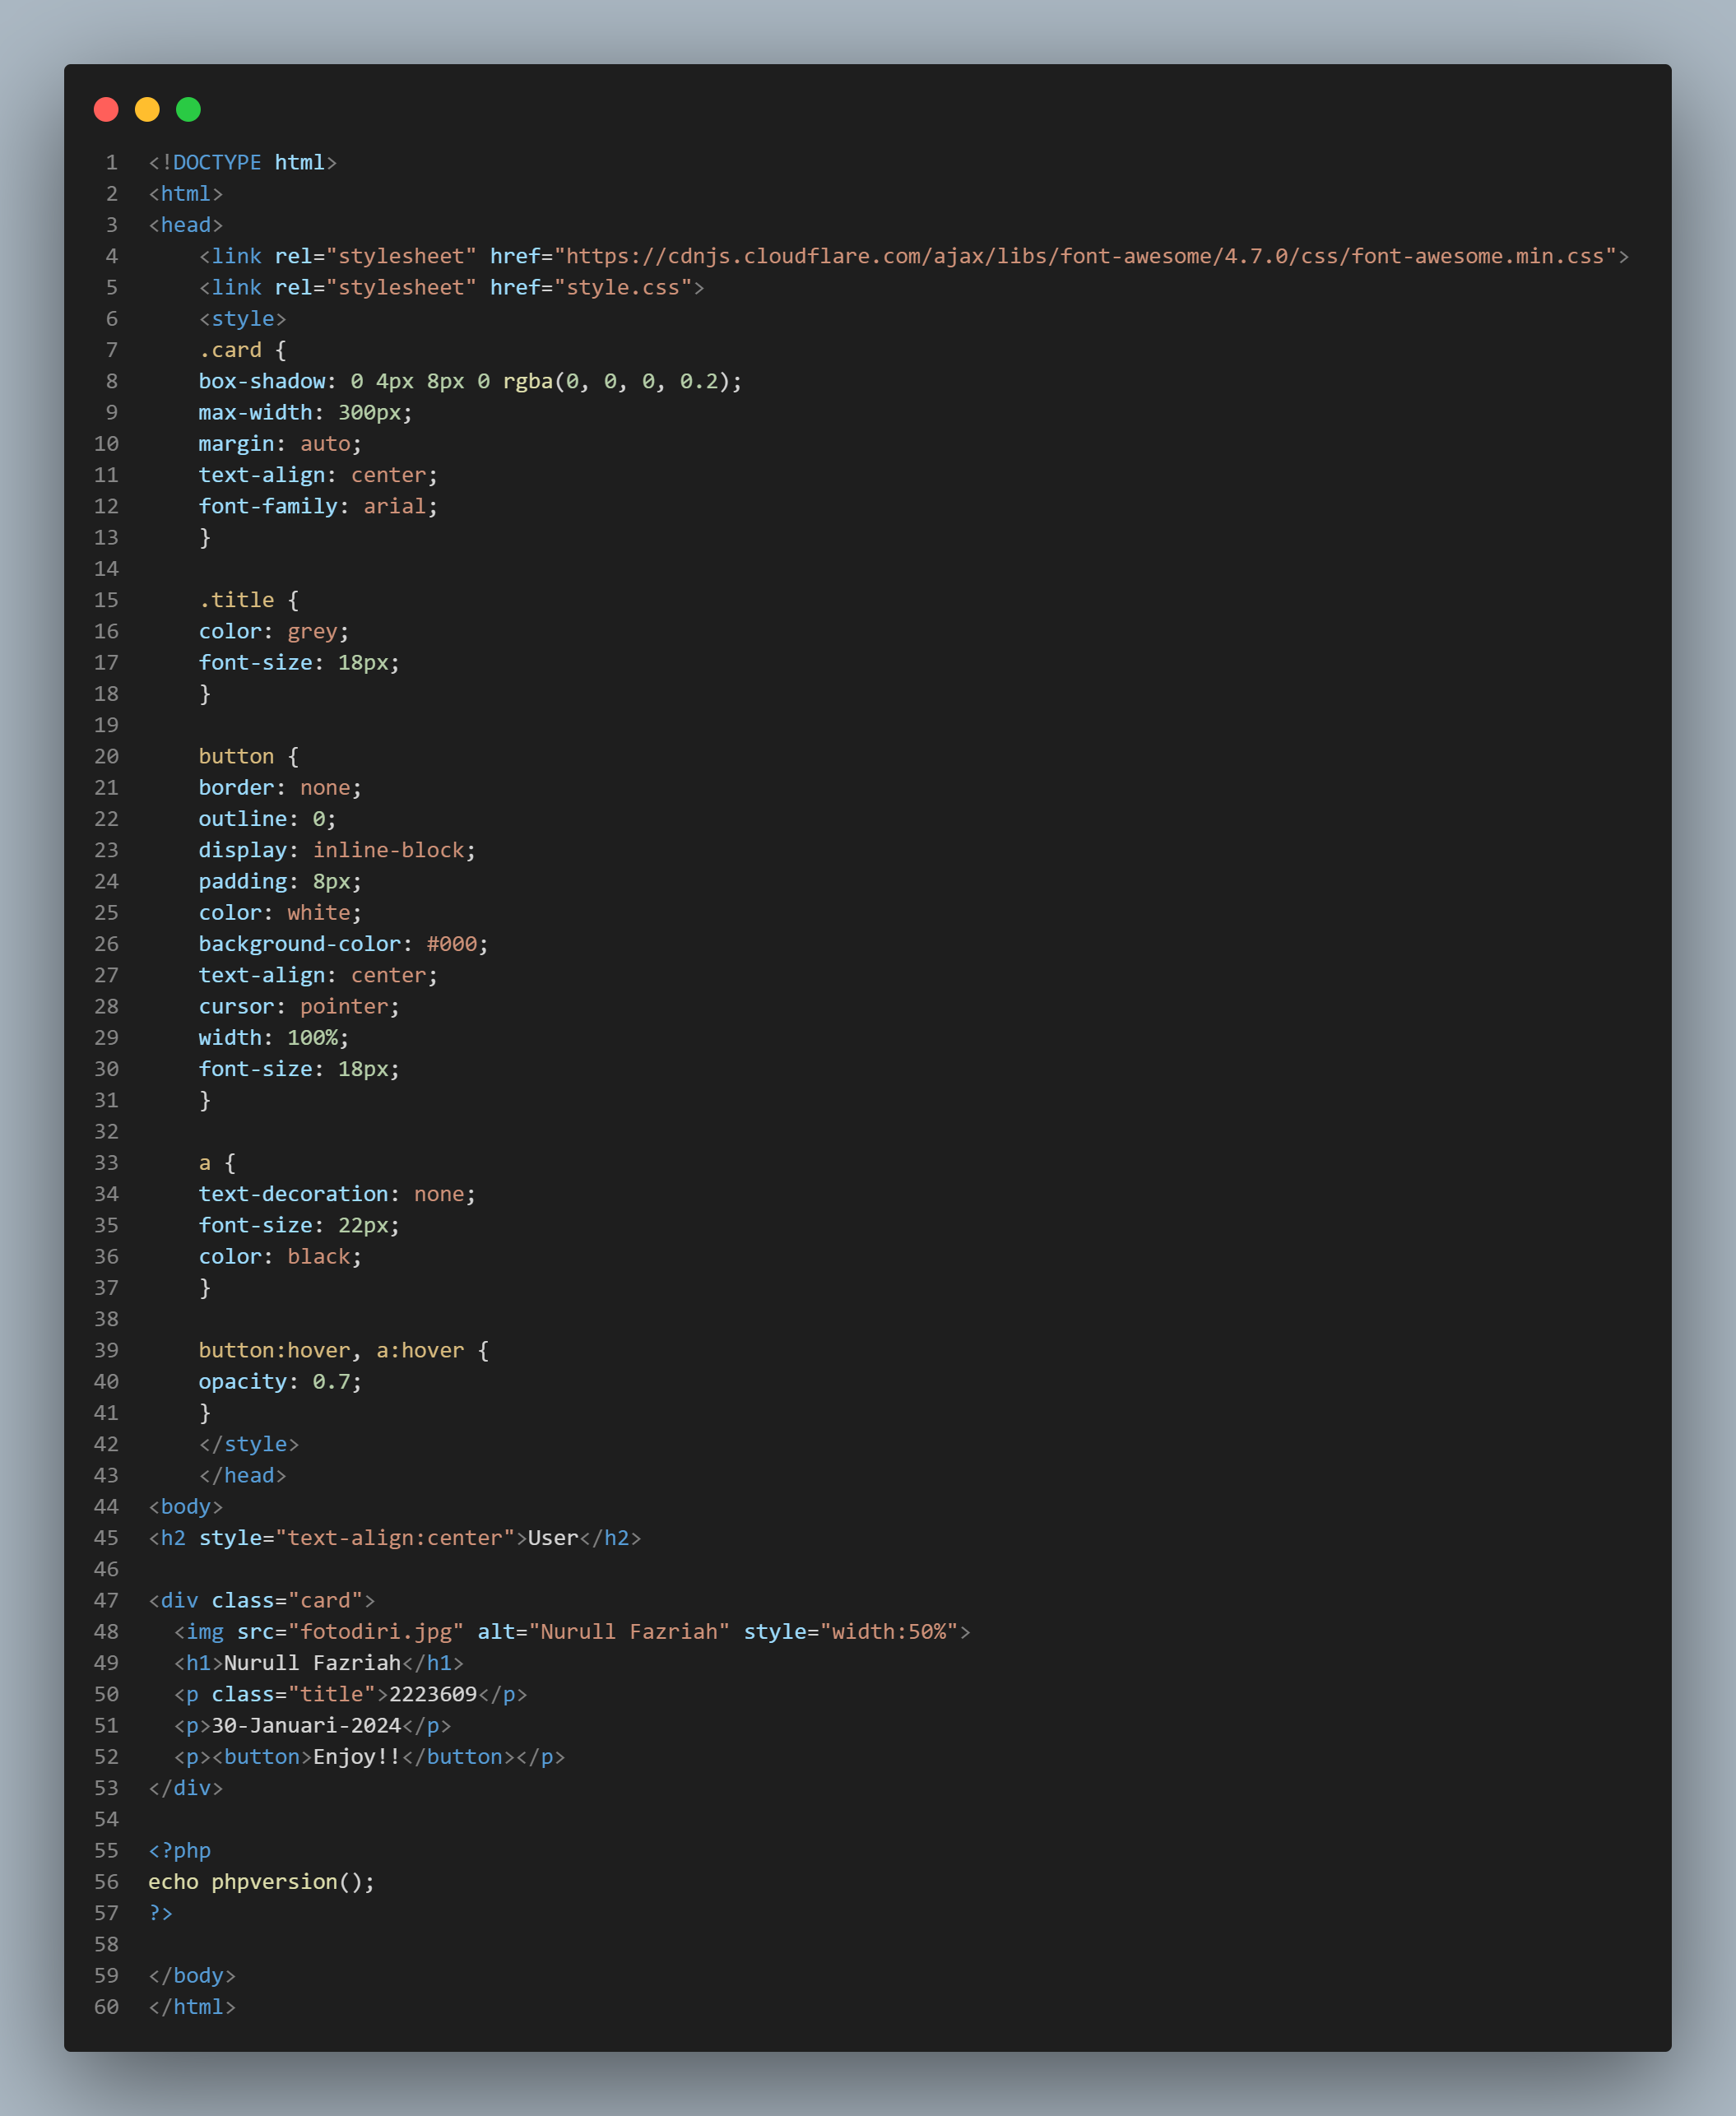 1 <!DOCTYPE html>
2 <html>
3 <head>
4     <link rel="stylesheet" href="https://cdnjs.cloudflare.com/ajax/libs/font-awesome/4.7.0/css/font-awesome.min.css">
5     <link rel="stylesheet" href="style.css">
6     <style>
7     .card {
8     box-shadow: 0 4px 8px 0 rgba(0, 0, 0, 0.2);
9     max-width: 300px;
10     margin: auto;
11     text-align: center;
12     font-family: arial;
13     }
14
15     .title {
16     color: grey;
17     font-size: 18px;
18     }
19
20     button {
21     border: none;
22     outline: 0;
23     display: inline-block;
24     padding: 8px;
25     color: white;
26     background-color: #000;
27     text-align: center;
28     cursor: pointer;
29     width: 100%;
30     font-size: 18px;
31     }
32
33     a {
34     text-decoration: none;
35     font-size: 22px;
36     color: black;
37     }
38
39     button:hover, a:hover {
40     opacity: 0.7;
41     }
42     </style>
43     </head>
44 <body>
45 <h2 style="text-align:center">User</h2>
46
47 <div class="card">
48   <img src="fotodiri.jpg" alt="Nurull Fazriah" style="width:50%">
49   <h1>Nurull Fazriah</h1>
50   <p class="title">2223609</p>
51   <p>30-Januari-2024</p>
52   <p><button>Enjoy!!</button></p>
53 </div>
54
55 <?php
56 echo phpversion();
57 ?>
58
59 </body>
60 </html>